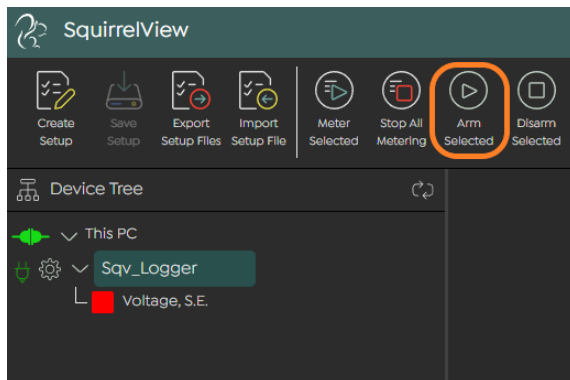 SquirrelView
Create
Setup
Save
Setup
Export
Setup Files
Import
Setup File
Meter
Selected
Stop All
Metering
Arm
Selected
Disarm
Selected
Device Tree
This PC
Sqv_Logger
Voltage, S.E.